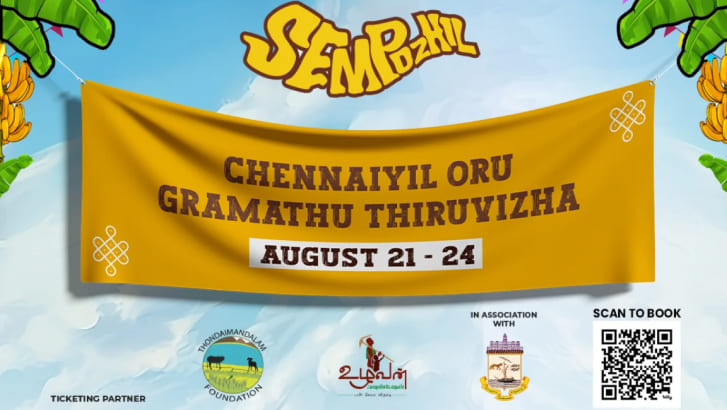 SEMPOZHIL
CHENNAIYIL ORU
GRAMATHU THIRUVIZHA
AUGUST 21 - 24
TICKETING PARTNER
THONDAIMANDALAM
FOUNDATION
உழவன்
IN ASSOCIATION
WITH
SCAN TO BOOK